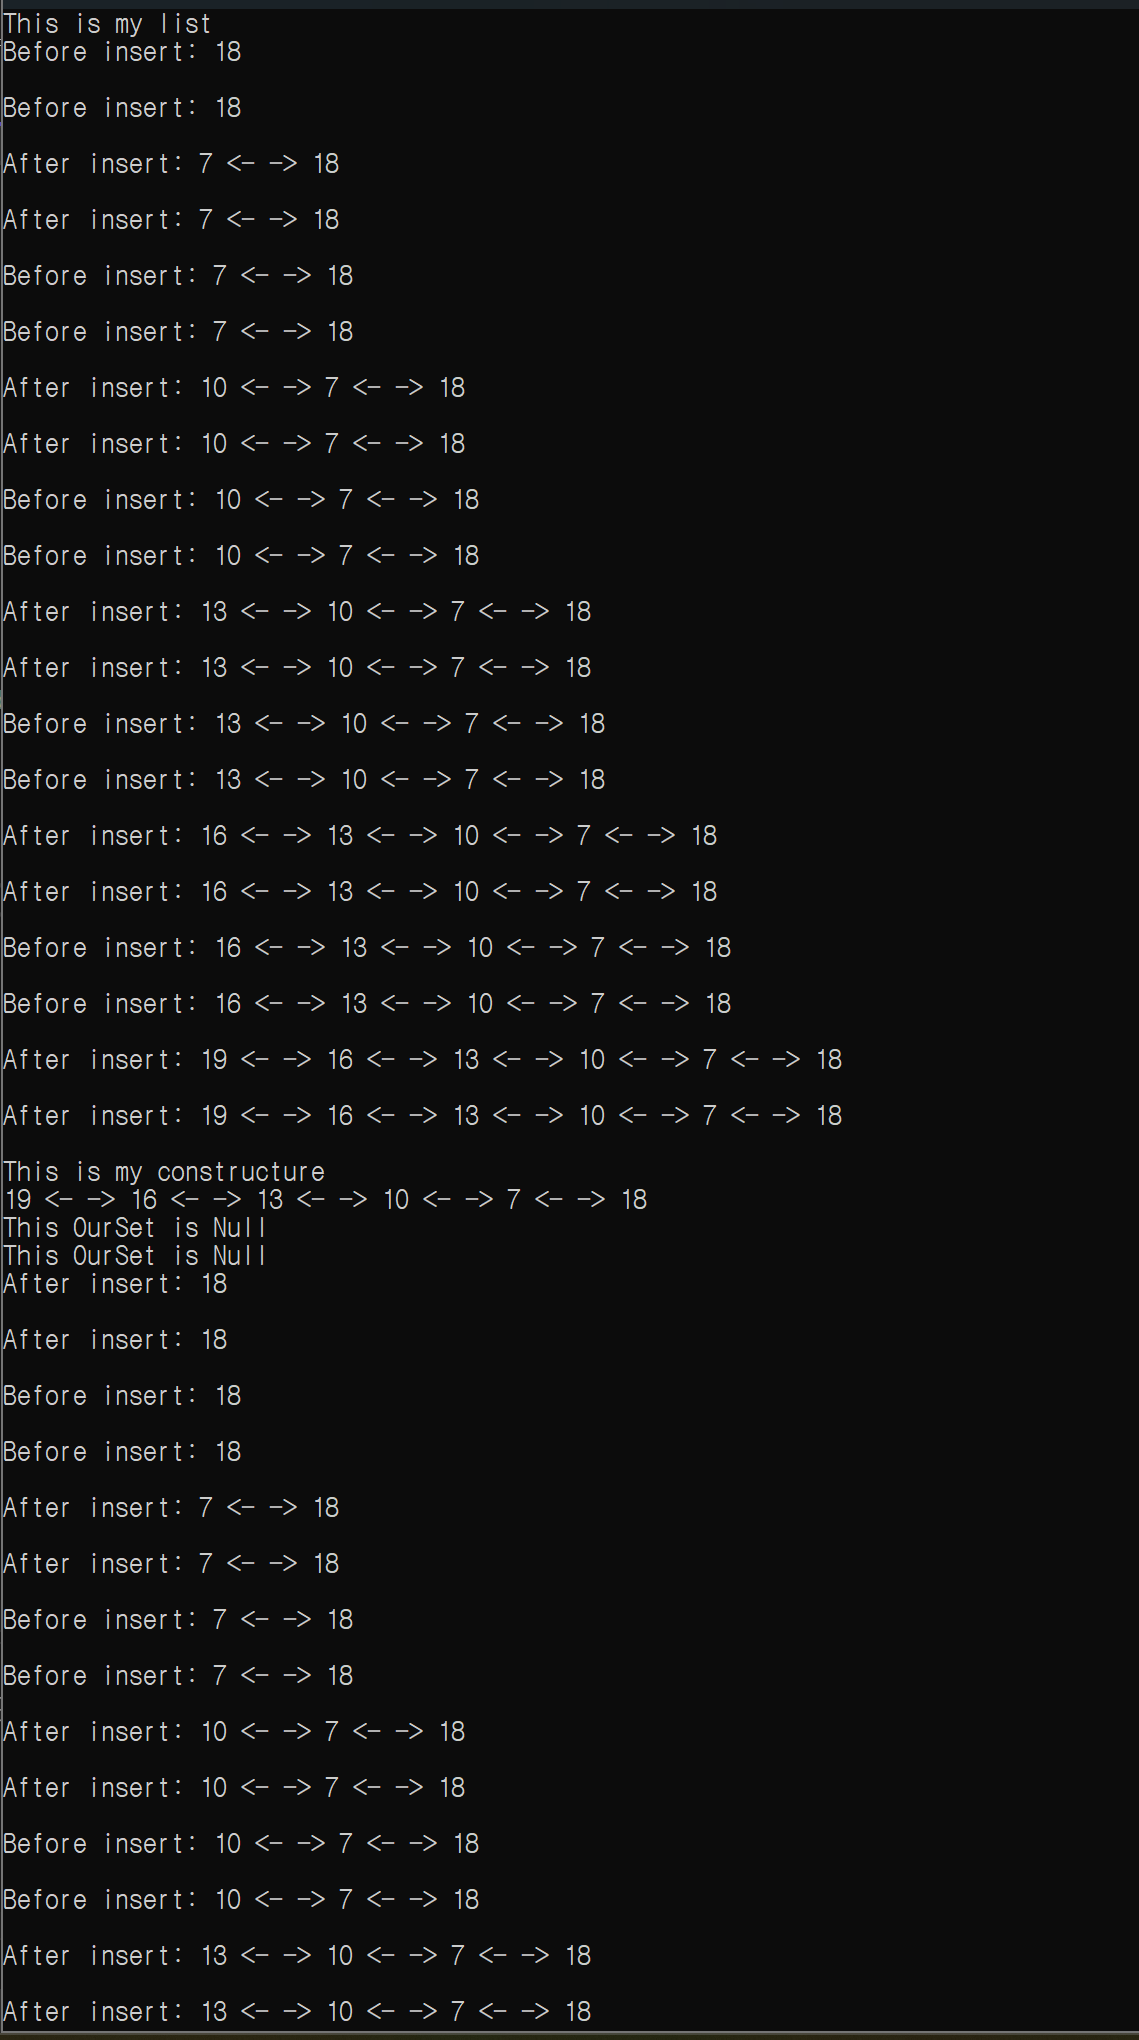 This is my list
Before insert: 18
Before insert: 18
After insert: 7 <- -> 18
After insert: 7 <- -> 18
Before insert: 7 <- -> 18
Before insert: 7 <- -> 18
After insert: 10 <- -> 7 <- -> 18
After insert: 10 <- -> 7 <- -> 18
Before insert: 10 <- -> 7 <- -> 18
Before insert: 10 <- -> 7 <- -> 18
After insert: 13 <- -> 10 <- -> 7 <- -> 18
After insert: 13 <- -> 10 <- -> 7 <- -> 18
Before insert: 13 <- -> 10 <- -> 7 <- -> 18
Before insert: 13 <- -> 10 <- -> 7 <- -> 18
After insert: 16 <- -> 13 <- -> 10 <- -> 7 <- -> 18
After insert: 16 <- -> 13 <- -> 10 <- -> 7 <- -> 18
Before insert: 16 <- -> 13 <- -> 10 <- -> 7 <- -> 18
Before insert: 16 <- -> 13 <- -> 10 <- -> 7 <- -> 18
After insert: 19 <- -> 16 <- -> 13 <- -> 10 <- -> 7 <- -> 18
After insert: 19 <- -> 16 <- -> 13 <- -> 10 <- -> 7 <- -> 18
This is my constructure
19 <- -> 16 <- -> 13 <- -> 10 <- -> 7 <- -> 18
This OurSet is Null
This OurSet is Null
After insert: 18
After insert: 18
Before insert: 18
Before insert: 18
After insert: 7 <- -> 18
After insert: 7 <- -> 18
Before insert: 7 <- -> 18
Before insert: 7 <- -> 18
After insert: 10 <- -> 7 <- -> 18
After insert: 10 <- -> 7 <- -> 18
Before insert: 10 <- -> 7 <- -> 18
Before insert: 10 <- -> 7 <- -> 18
After insert: 13 <- -> 10 <- -> 7 <- -> 18
After insert: 13 <- -> 10 <- -> 7 <- -> 18